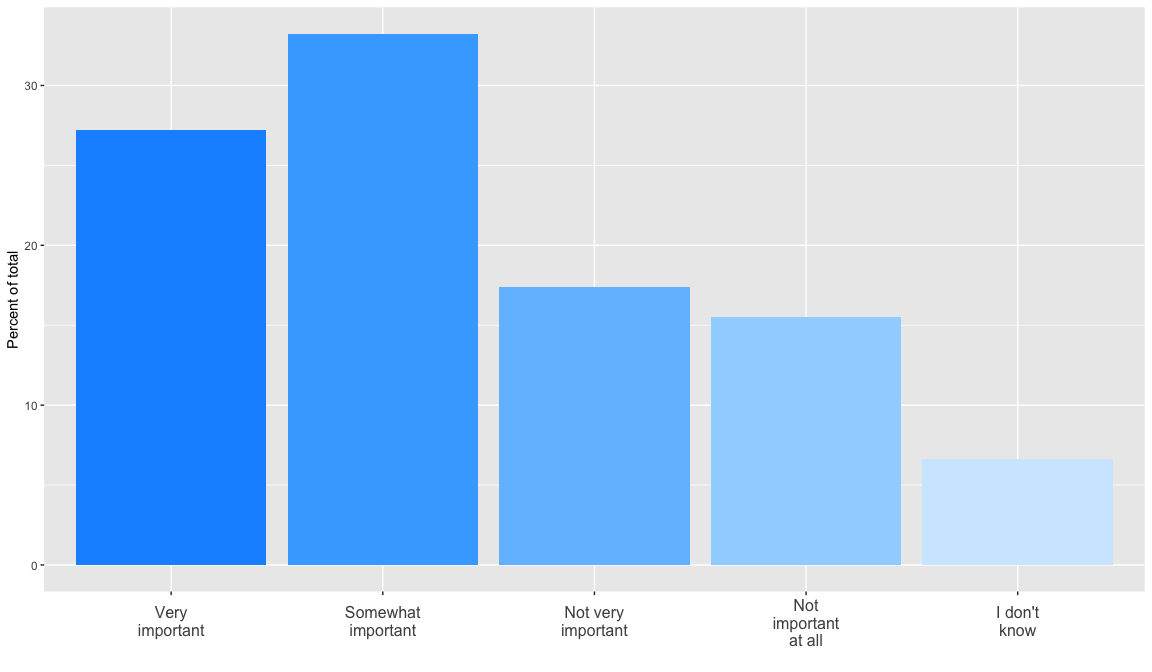 Percent of total
30
20
10
0
Very
important
Somewhat
important
Not very
important
Not
important
at all
I don't
know